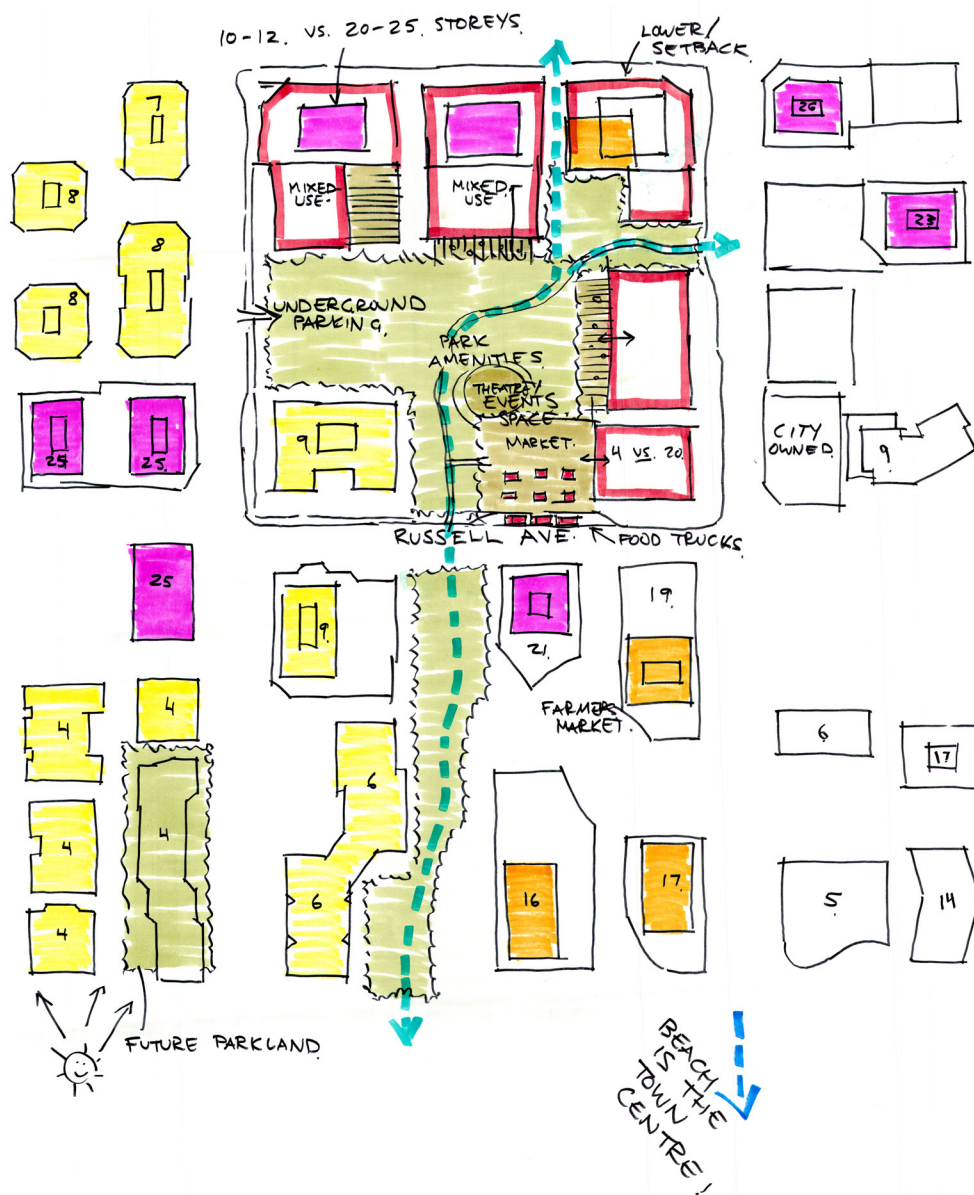 10-12. VS. 20-25. STOREYS.
LOWER/
SETBACK.
7
8
8
8
26
23
MIXED
USE.
MIXED
USE
UNDERGROUND
PARKING.
PARK
AMENITIES
THEATRE/
EVENTS
SPACE
MARKET.
9
4 VS. 20.
25
25.
CITY
OWNED.
9
RUSSELL AVE.
FOOD TRUCKS.
25
9.
21.
19.
FARMER
MARKET.
4
4
4
4
4
6
6
16
17.
6
17
5
14
FUTURE PARKLAND.
BEACH
IS THE
TOWN
CENTRE!